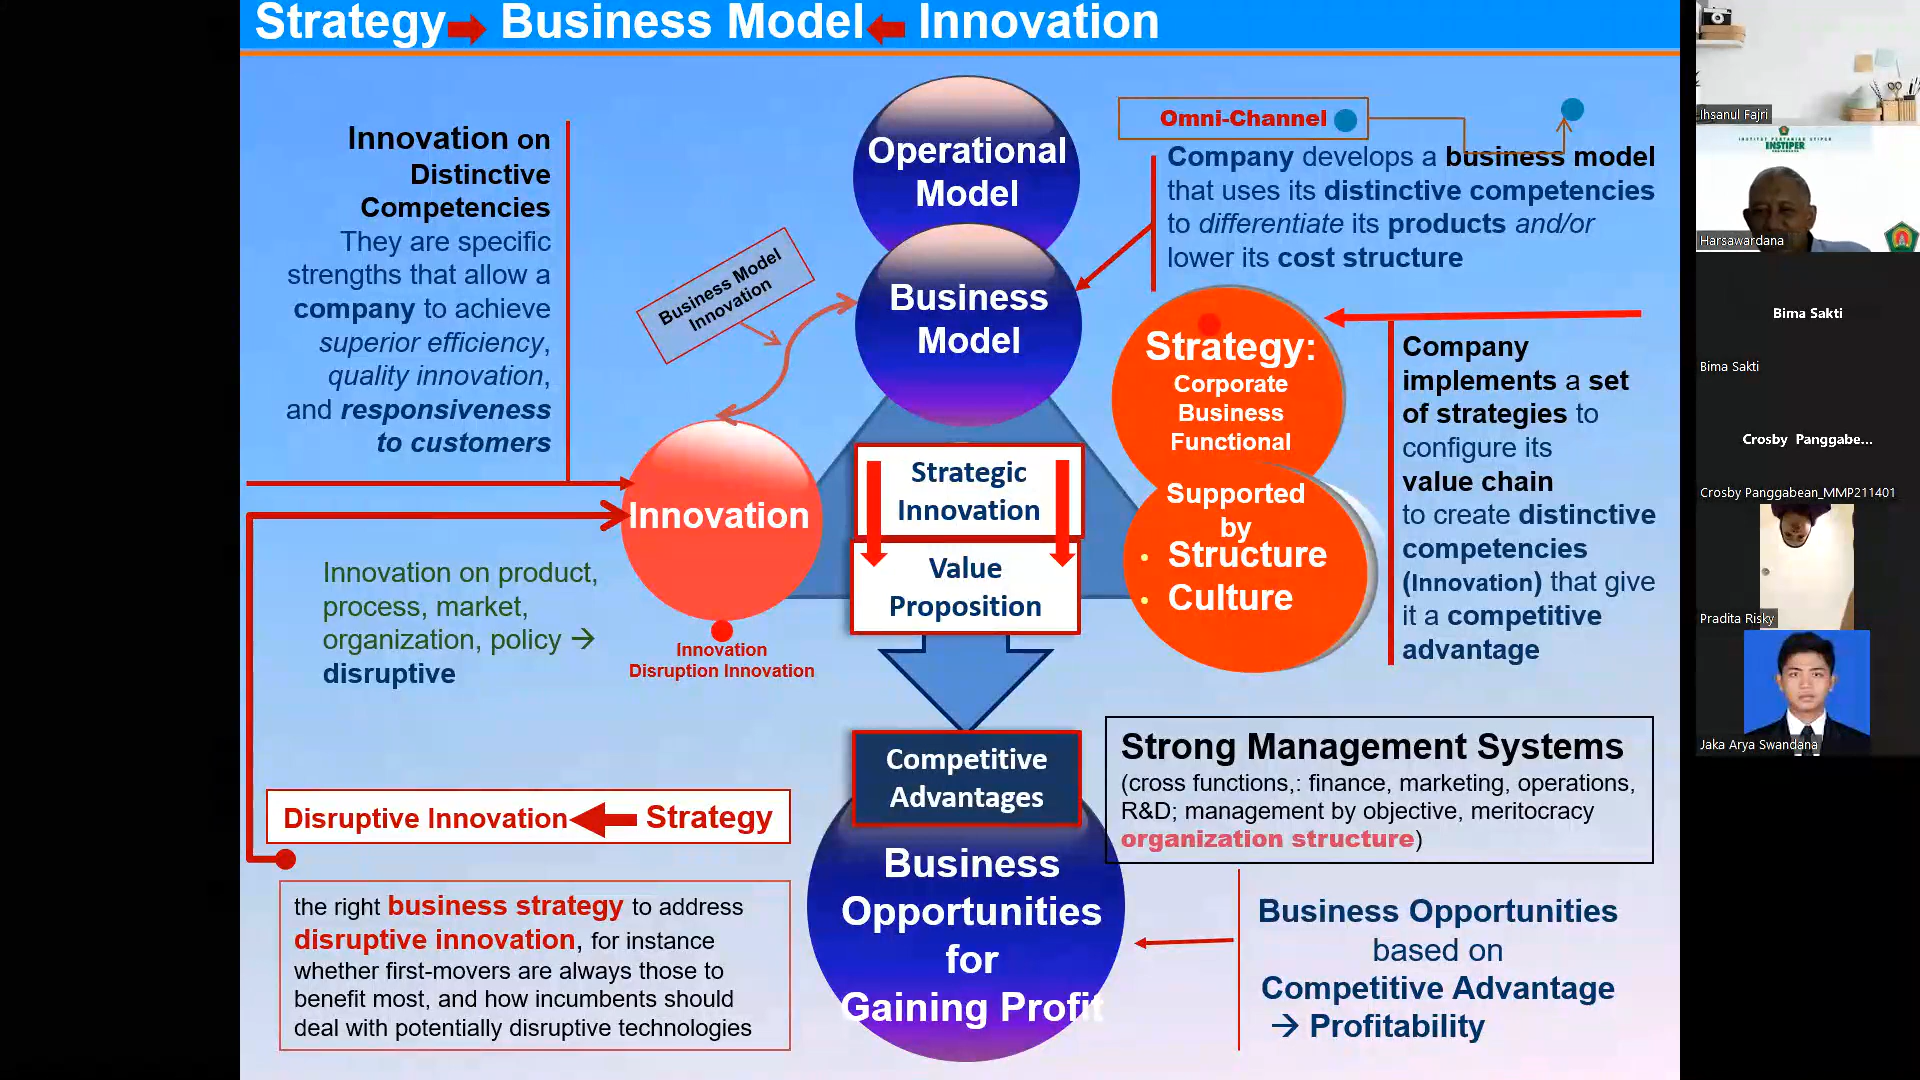 Strategy Business Model Innovation
Innovation on
Distinctive
Competencies
They are specific
strengths that allow a
company to achieve
superior efficiency,
quality innovation,
and responsiveness
to customers
Operational
Model
Business
Model
Business Model
Innovation
Omni-Channel
Company develops a business model
that uses its distinctive competencies
to differentiate its products and/or
lower its cost structure
Strategy:
Corporate
Business
Functional
Supported
by
• Structure
• Culture
Company
implements a set
of strategies to
configure its
value chain
to create distinctive
competencies
(Innovation) that give
it a competitive
advantage
Innovation
Innovation
Disruption Innovation
Strategic
Innovation
Value
Proposition
Innovation on product,
process, market,
organization, policy →
disruptive
Competitive
Advantages
Business
Opportunities
for
Gaining Profit
Strong Management Systems
(cross functions,: finance, marketing, operations,
R&D; management by objective, meritocracy
organization structure)
Disruptive Innovation Strategy
the right business strategy to address
disruptive innovation, for instance
whether first-movers are always those to
benefit most, and how incumbents should
deal with potentially disruptive technologies
Business Opportunities
based on
Competitive Advantage
→ Profitability
Ihsanul Fajri
INSTITUT PERTANIAN STIPER
INSTIPER
Harsawardana
Bima Sakti
Bima Sakti
Crosby Panggabe...
Crosby Panggabean_MMP211401
Pradita Risky
Jaka Arya Swandana